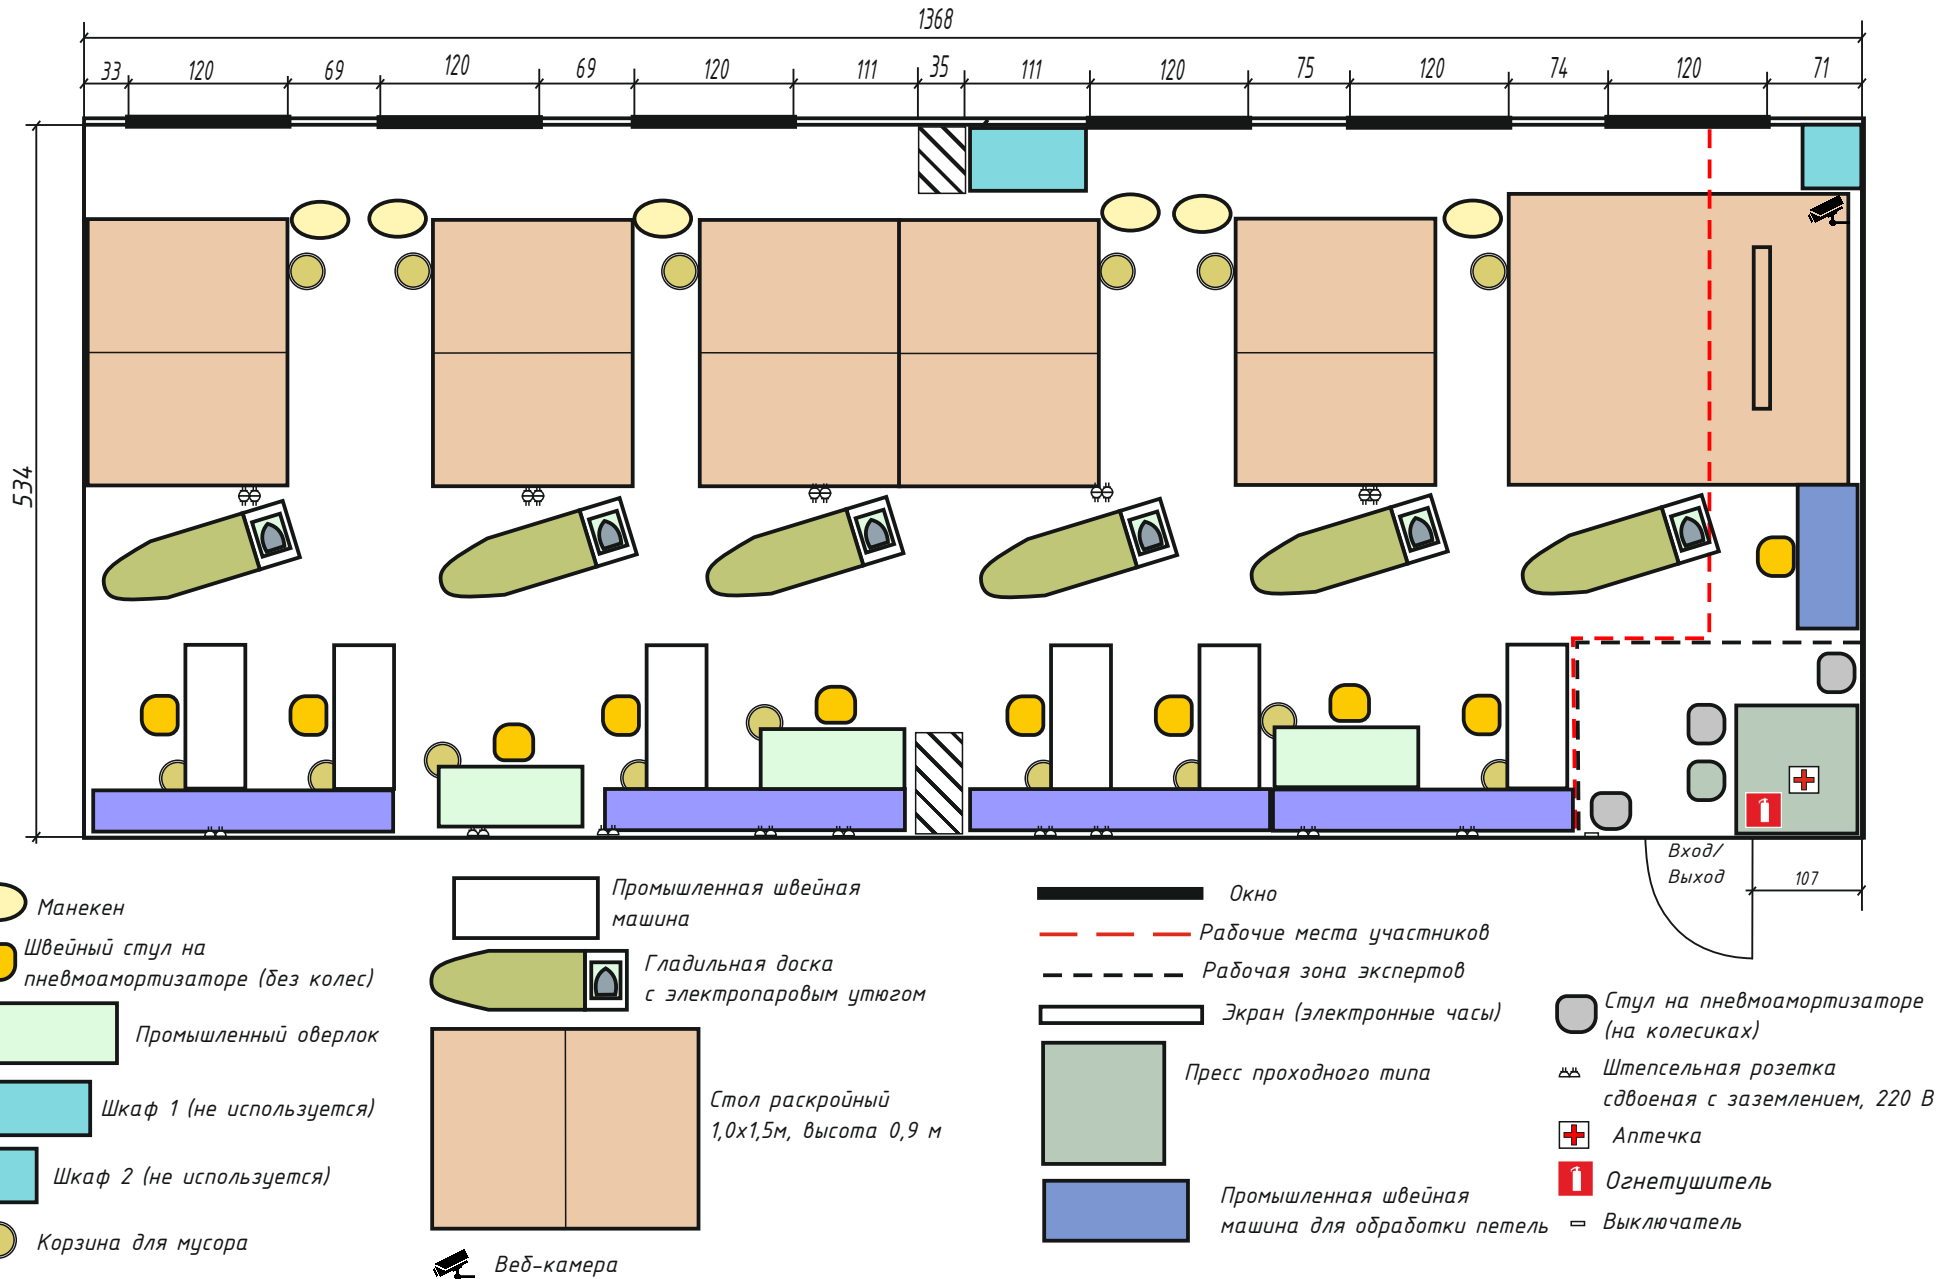 1368
33 120 69 120 69 120 111 35 111 120 75 120 74 120 71
534
Вход/
Выход
107
Манекен
Швейный стул на
пневмоамортизаторе (без колес)
Промышленный оверлок
Шкаф 1 (не используется)
Шкаф 2 (не используется)
Корзина для мусора
Промышленная швейная
машина
Гладильная доска
с электропаровым утюгом
Стол раскройный
1,0х1,5м, высота 0,9 м
Веб-камера
Окно
Рабочие места участников
Рабочая зона экспертов
Экран (электронные часы)
Пресс проходного типа
Промышленная швейная
машина для обработки петель
Стул на пневмоамортизаторе
(на колесиках)
Штепсельная розетка
сдвоеная с заземлением, 220 В
Аптечка
Огнетушитель
Выключатель